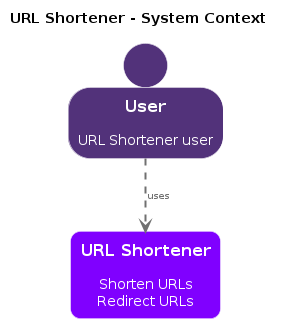 URL Shortener - System Context
User
URL Shortener user
uses
URL Shortener
Shorten URLs
Redirect URLs